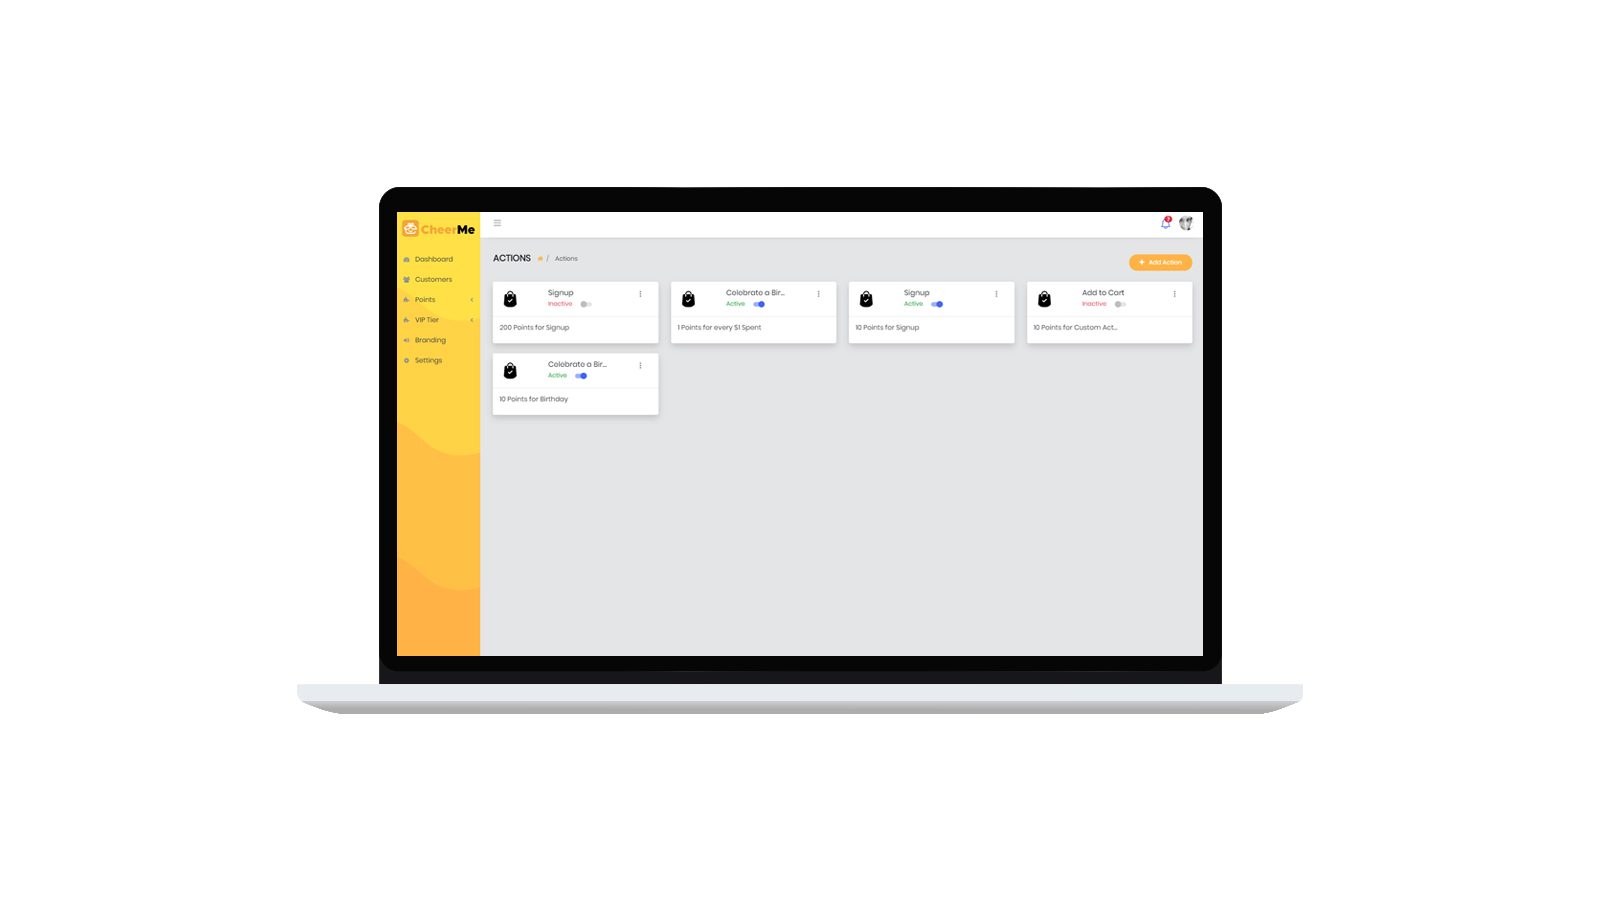 CheerMe
Dashboard
Customers
Points
VIP Tier
Branding
Settings
ACTIONS / Actions
+ Add Action
Signup
Inactive
200 Points for Signup
Celebrate a Bir...
Active
1 Points for every $1 Spent
Signup
Active
10 Points for Signup
Add to Cart
Inactive
10 Points for Custom Act...
Celebrate a Bir...
Active
10 Points for Birthday